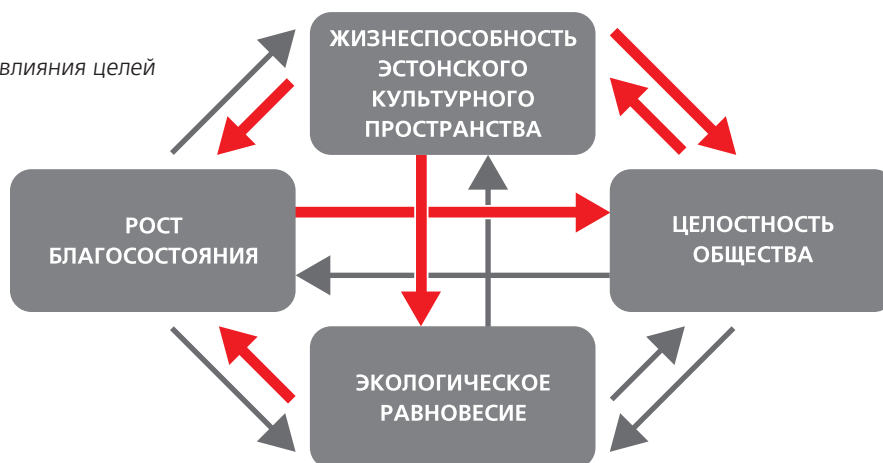 влияния целей
ЖИЗНЕСПОСОБНОСТЬ
ЭСТОНСКОГО
КУЛЬТУРНОГО
ПРОСТРАНСТВА
РОСТ
БЛАГОСОСТОЯНИЯ
ЦЕЛОСТНОСТЬ
ОБЩЕСТВА
ЭКОЛОГИЧЕСКОЕ
РАВНОВЕСИЕ